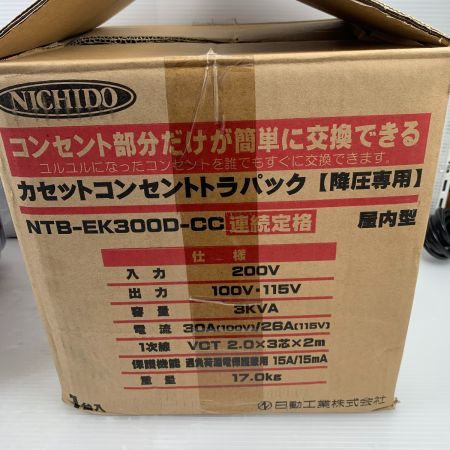 NICHIDO
コンセント部分だけが簡単に交換できる
ユルユルになったコンセントを誰でもすぐに交換できます。
カセットコンセントトラパック【降圧専用】
NTB-EK300D-CC 連続定格 屋内型
仕様
入力 200V
出力 100V・115V
容量 3KVA
電流 30A(100V)/26A(115V)
1次線 VCT 2.0×3芯×2m
保護機能 過負荷漏電保護兼用 15A/15mA
重量 17.0kg
1台入 日動工業株式会社